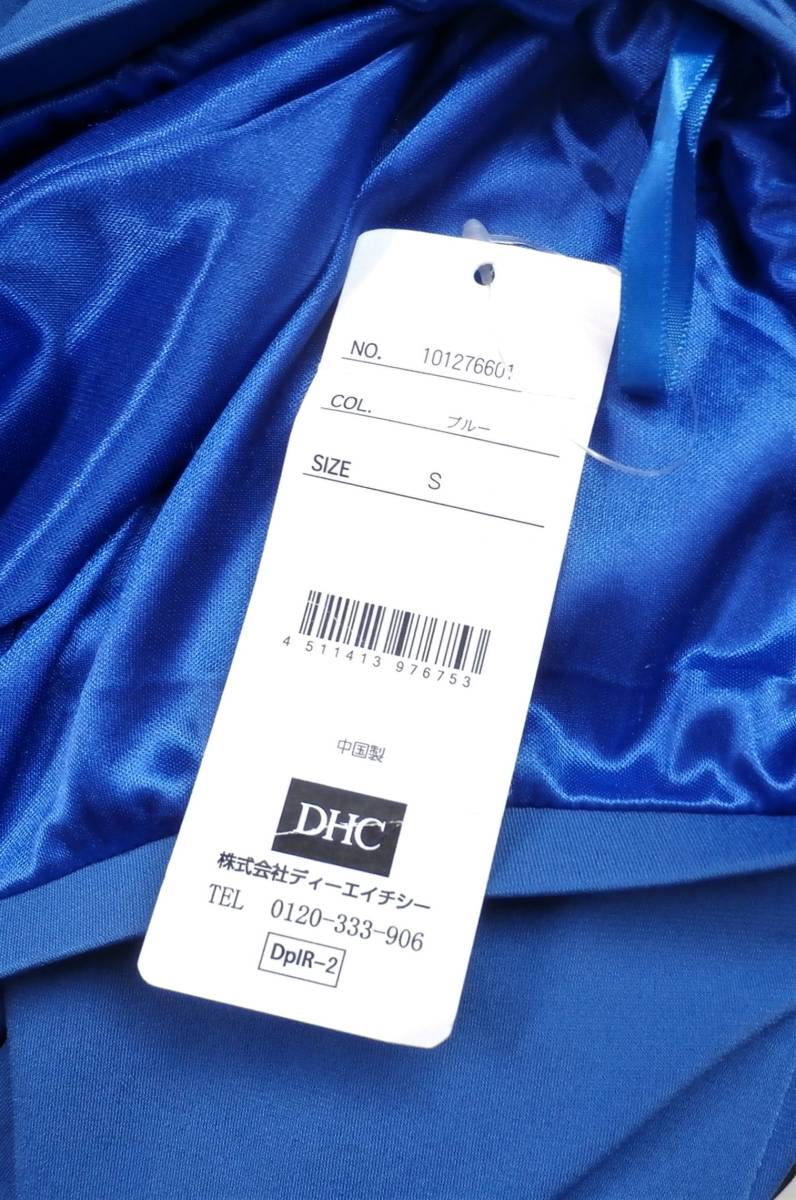 NO. 101276601
COL. ブルー
SIZE S
4 511413 976753
中国製
DHC
株式会社ディーエイチシー
TEL 0120-333-906
DpIR-2